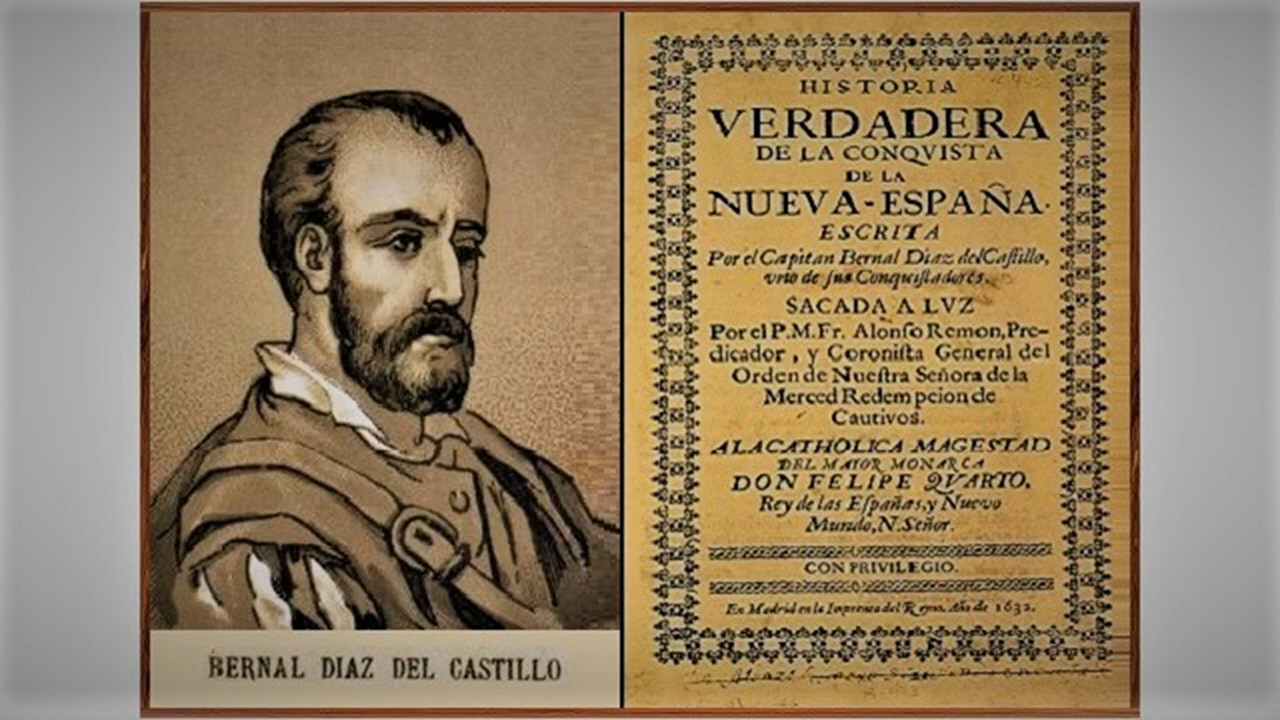 BERNAL DIAZ DEL CASTILLO
HISTORIA
VERDADERA
DE LA CONQVISTA
DE LA
NUEVA-ESPAÑA.
ESCRITA
Por el Capitan Bernal Diaz del Castillo,
vno de sus Conquistadores.
SACADA A LVZ
Por el P.M.Fr. Alonso Remon, Pre-
dicador, y Coronista General del
Orden de Nuestra Señora de la
Merced Redempcion de
Cautivos.
A LA CATHOLICA MAGESTAD
DEL MAYOR MONARCA
DON FELIPE QVARTO,
Rey de las Españas, y Nuevo
Mundo, N. Señor.
CON PRIVILEGIO.
En Madrid en la Imprenta del Reyno. Año de 1632.